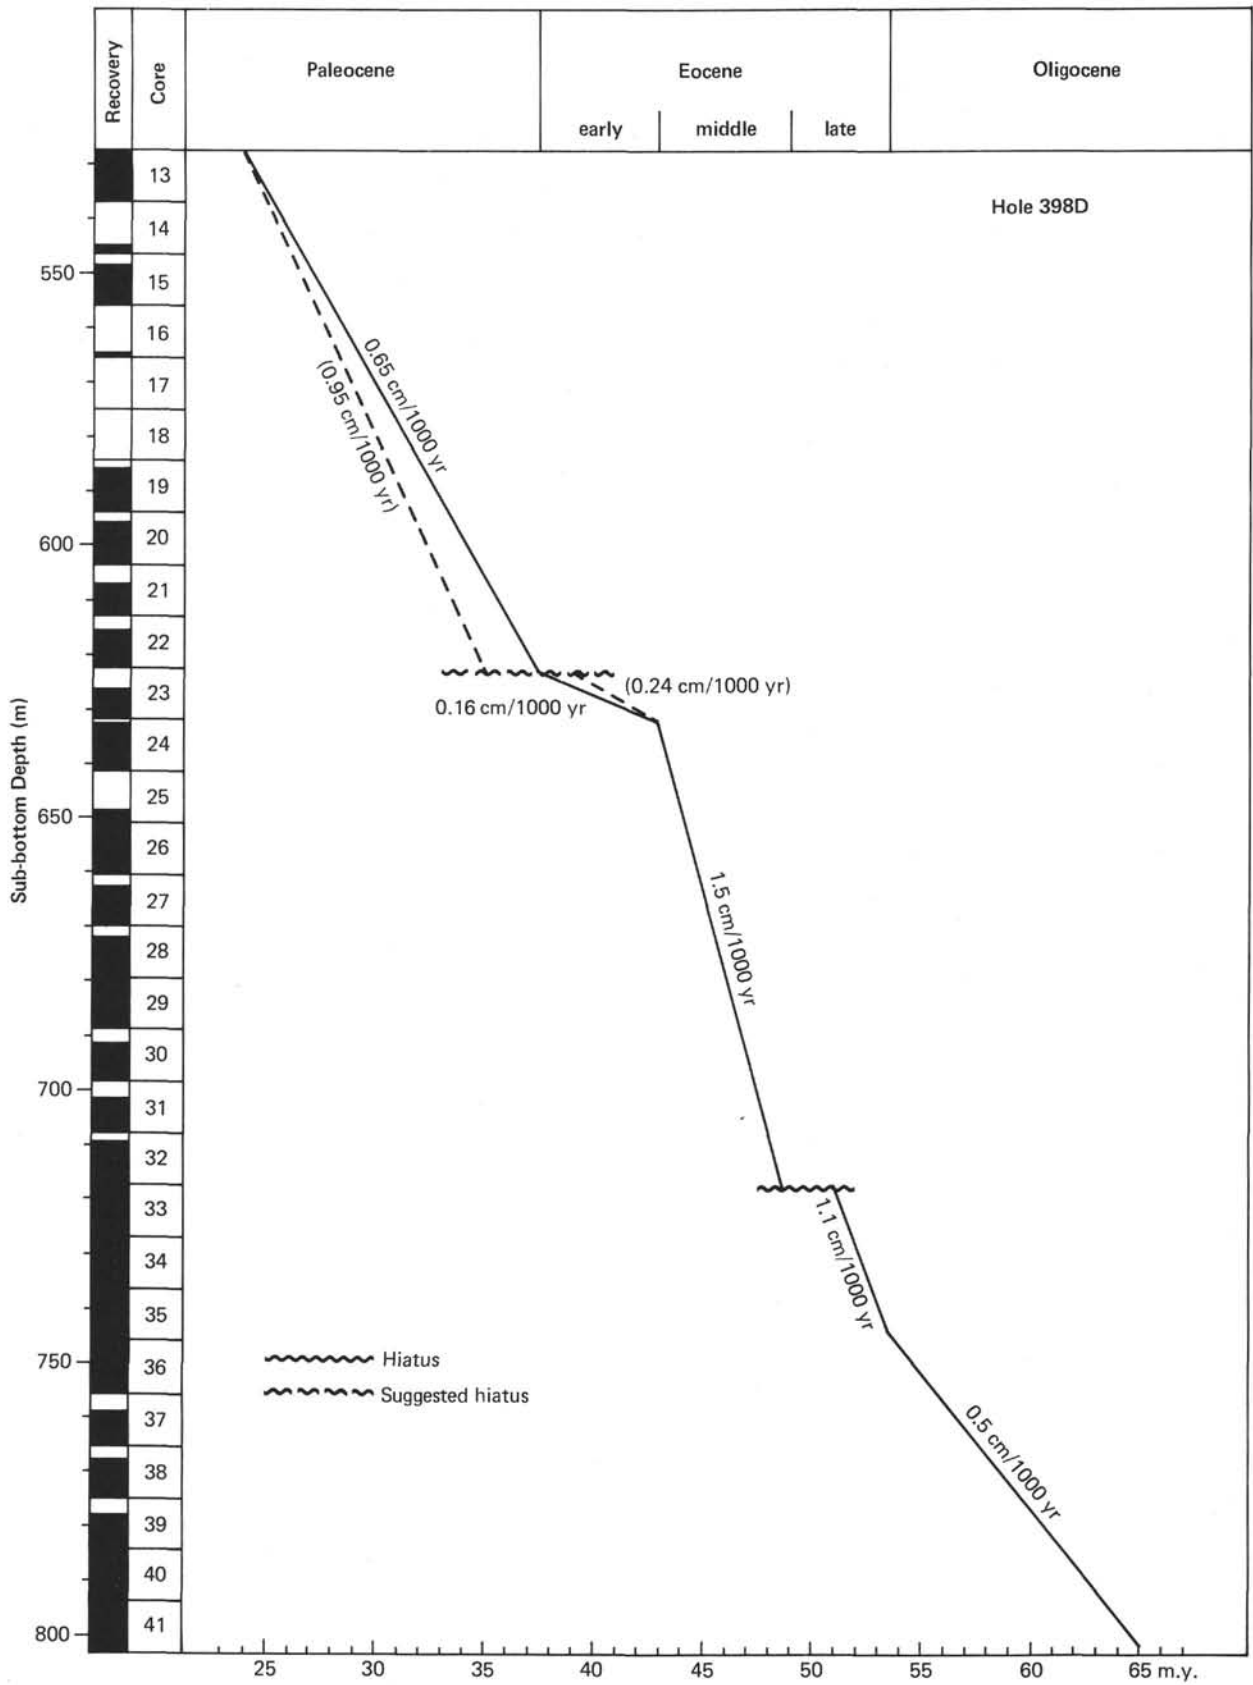 Recovery
Core
Paleocene
Eocene
Oligocene
early
middle
late
Hole 398D
Sub-bottom Depth (m)
550
600
650
700
750
800
13
14
15
16
17
18
19
20
21
22
23
24
25
26
27
28
29
30
31
32
33
34
35
36
37
38
39
40
41
0.65 cm/1000 yr
(0.95 cm/1000 yr)
(0.24 cm/1000 yr)
0.16 cm/1000 yr
1.5 cm/1000 yr
1.1 cm/1000 yr
0.5 cm/1000 yr
Hiatus
Suggested hiatus
25 30 35 40 45 50 55 60 65 m.y.